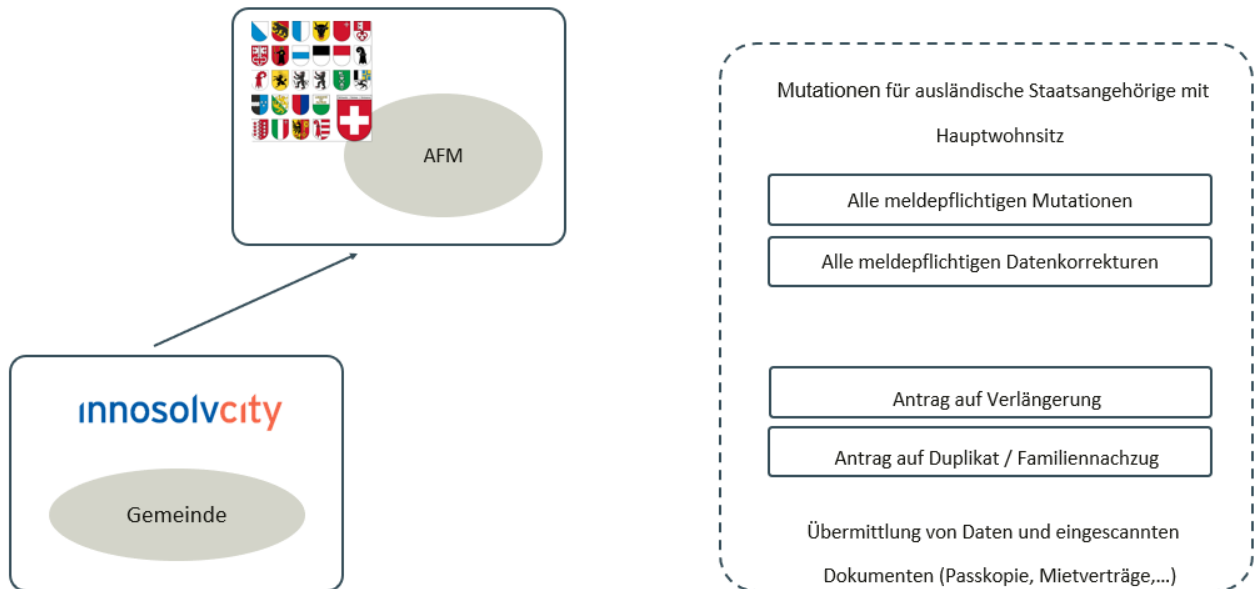 AFM
innosolvcity
Gemeinde
Mutationen für ausländische Staatsangehörige mit
Hauptwohnsitz
Alle meldepflichtigen Mutationen
Alle meldepflichtigen Datenkorrekturen
Antrag auf Verlängerung
Antrag auf Duplikat / Familiennachzug
Übermittlung von Daten und eingescannten
Dokumenten (Passkopie, Mietverträge,...)